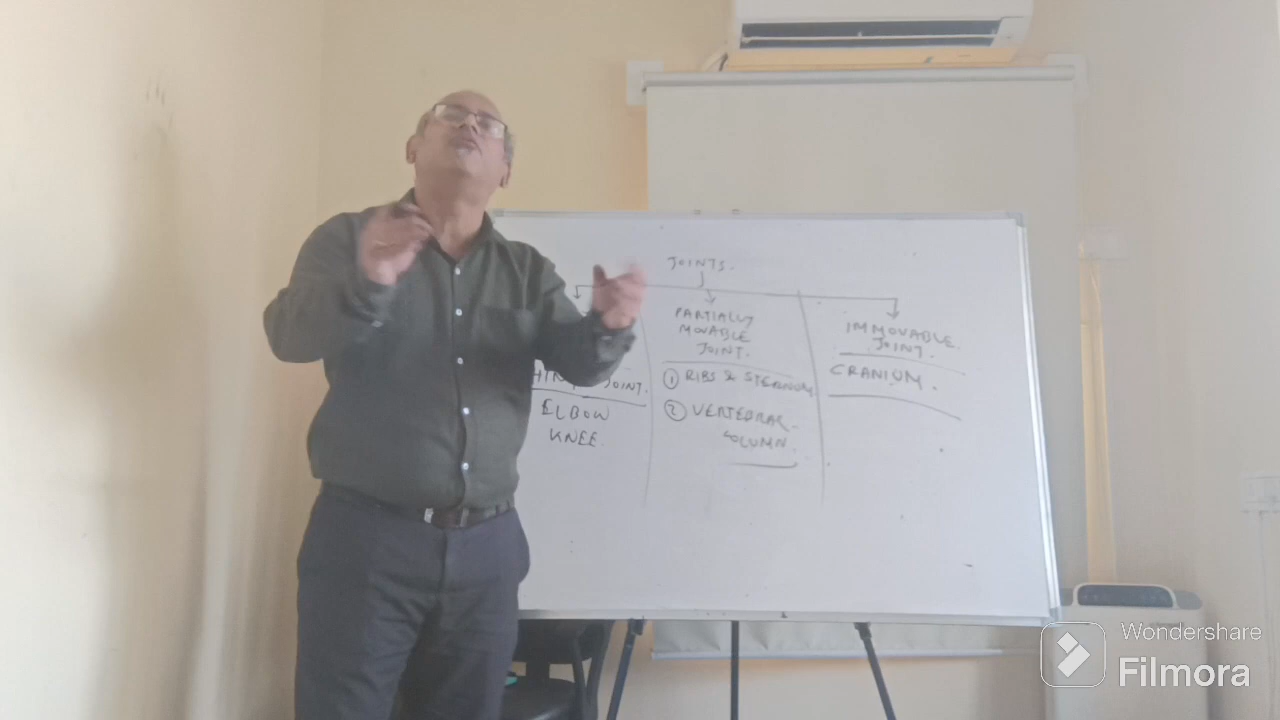 JOINTS.
PARTIALLY
MOVABLE
JOINT.
IMMOVABLE
JOINT.
JOINT.
ELBOW
KNEE.
① RIBS & STERNUM
② VERTEBRAL
COLUMN.
CRANIUM.
Wondershare
Filmora